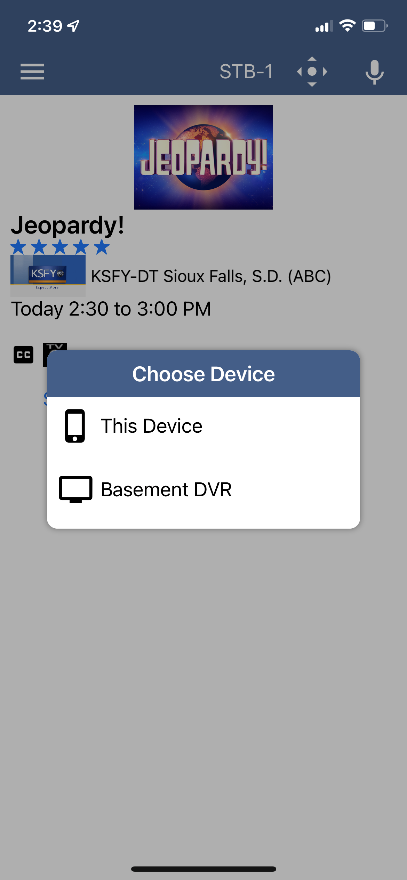 2:39
STB-1
JEOPARDY!
Jeopardy!
KSFY
KSFY-DT Sioux Falls, S.D. (ABC)
Today 2:30 to 3:00 PM
CC
Choose Device
This Device
Basement DVR